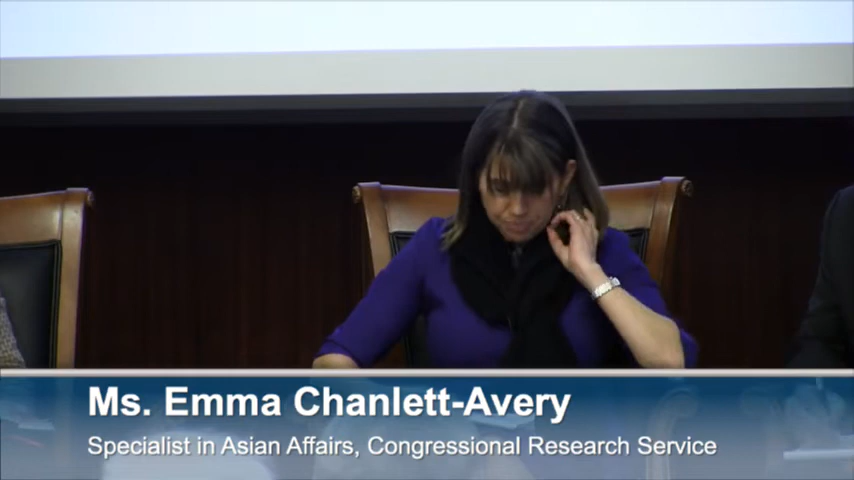 Ms. Emma Chanlett-Avery
Specialist in Asian Affairs, Congressional Research Service